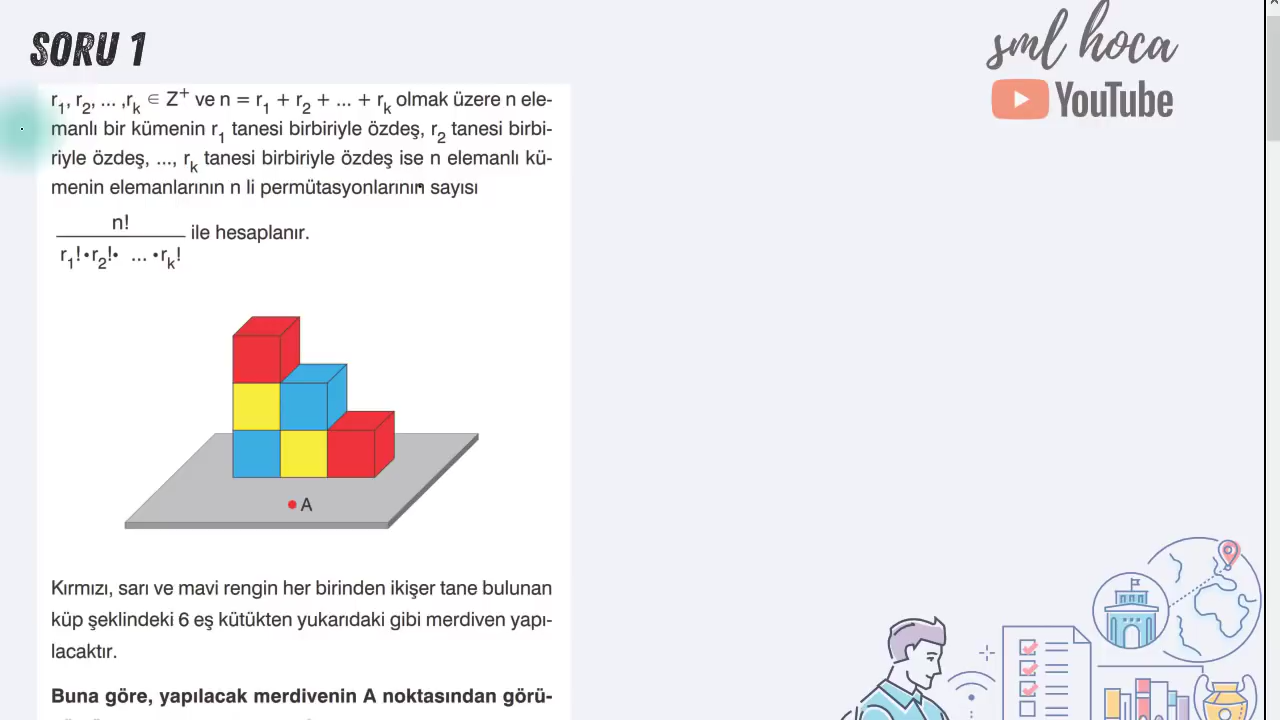 SORU 1
sml hoca
YouTube
r1, r2, ... ,rk ∈ Z+ ve n = r1 + r2 + ... + rk olmak üzere n ele-
manlı bir kümenin r1 tanesi birbiriyle özdeş, r2 tanesi birbi-
riyle özdeş, ..., rk tanesi birbiriyle özdeş ise n elemanlı kü-
menin elemanlarının n li permütasyonlarının sayısı
n!
r1!•r2!• ... •rk!
ile hesaplanır.
A
Kırmızı, sarı ve mavi rengin her birinden ikişer tane bulunan
küp şeklindeki 6 eş kütükten yukarıdaki gibi merdiven yapı-
lacaktır.
Buna göre, yapılacak merdivenin A noktasından görü-